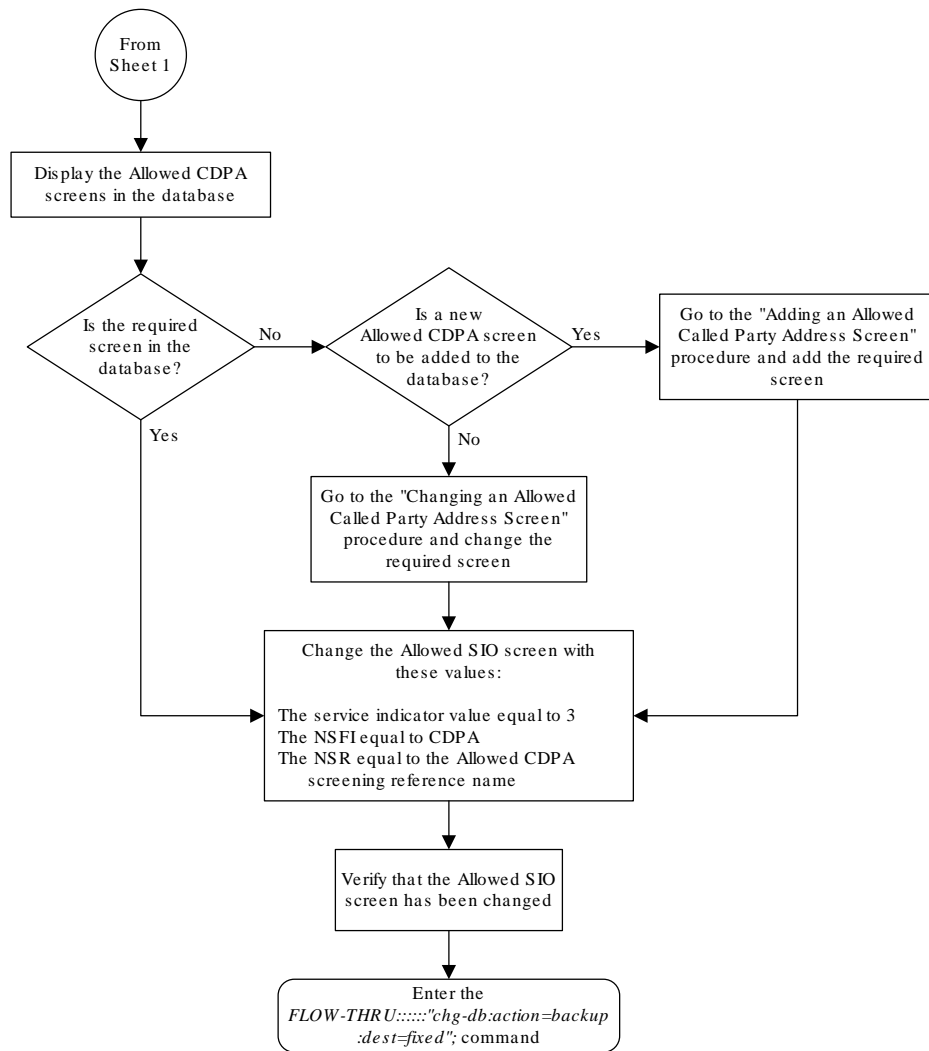 From
Sheet 1
Display the Allowed CDPA
screens in the database
Is the required
screen in the
database?
No
Yes
Is a new
Allowed CDPA screen
to be added to the
database?
Yes
No
Go to the "Adding an Allowed
Called Party Address Screen"
procedure and add the required
screen
Go to the "Changing an Allowed
Called Party Address Screen"
procedure and change the
required screen
Change the Allowed SIO screen with
these values:
The service indicator value equal to 3
The NSFI equal to CDPA
The NSR equal to the Allowed CDPA
screening reference name
Verify that the Allowed SIO
screen has been changed
Enter the
FLOW-THRU::::::"chg-db:action=backup
:dest=fixed"; command